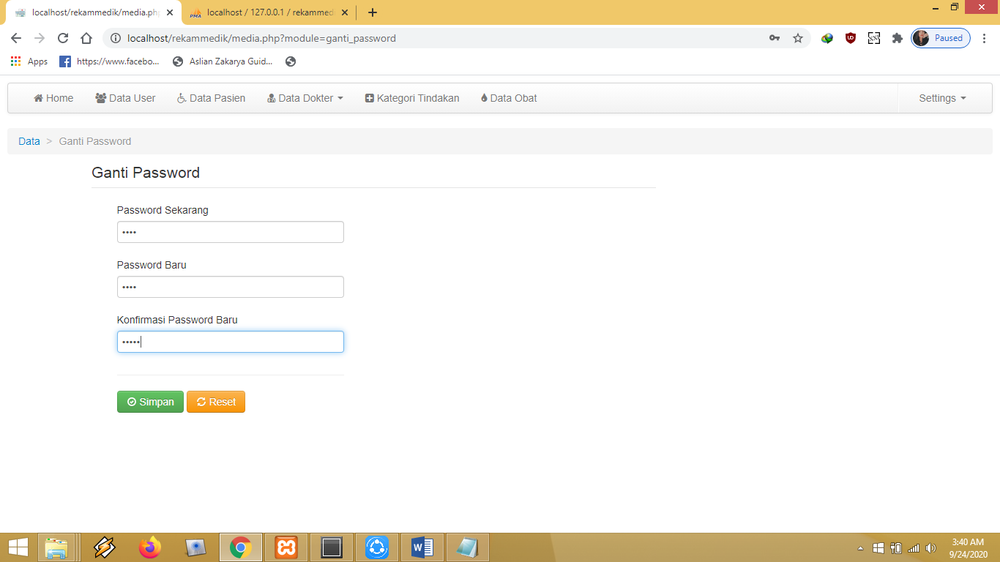 localhost/rekammedik/media.php
localhost / 127.0.0.1 / rekammed
localhost/rekammedik/media.php?module=ganti_password
Paused
Apps
https://www.facebo...
Aslian Zakarya Guid...
Home
Data User
Data Pasien
Data Dokter
Kategori Tindakan
Data Obat
Settings
Data > Ganti Password
Ganti Password
Password Sekarang
••••
Password Baru
••••
Konfirmasi Password Baru
•••••
Simpan
Reset
3:40 AM
9/24/2020